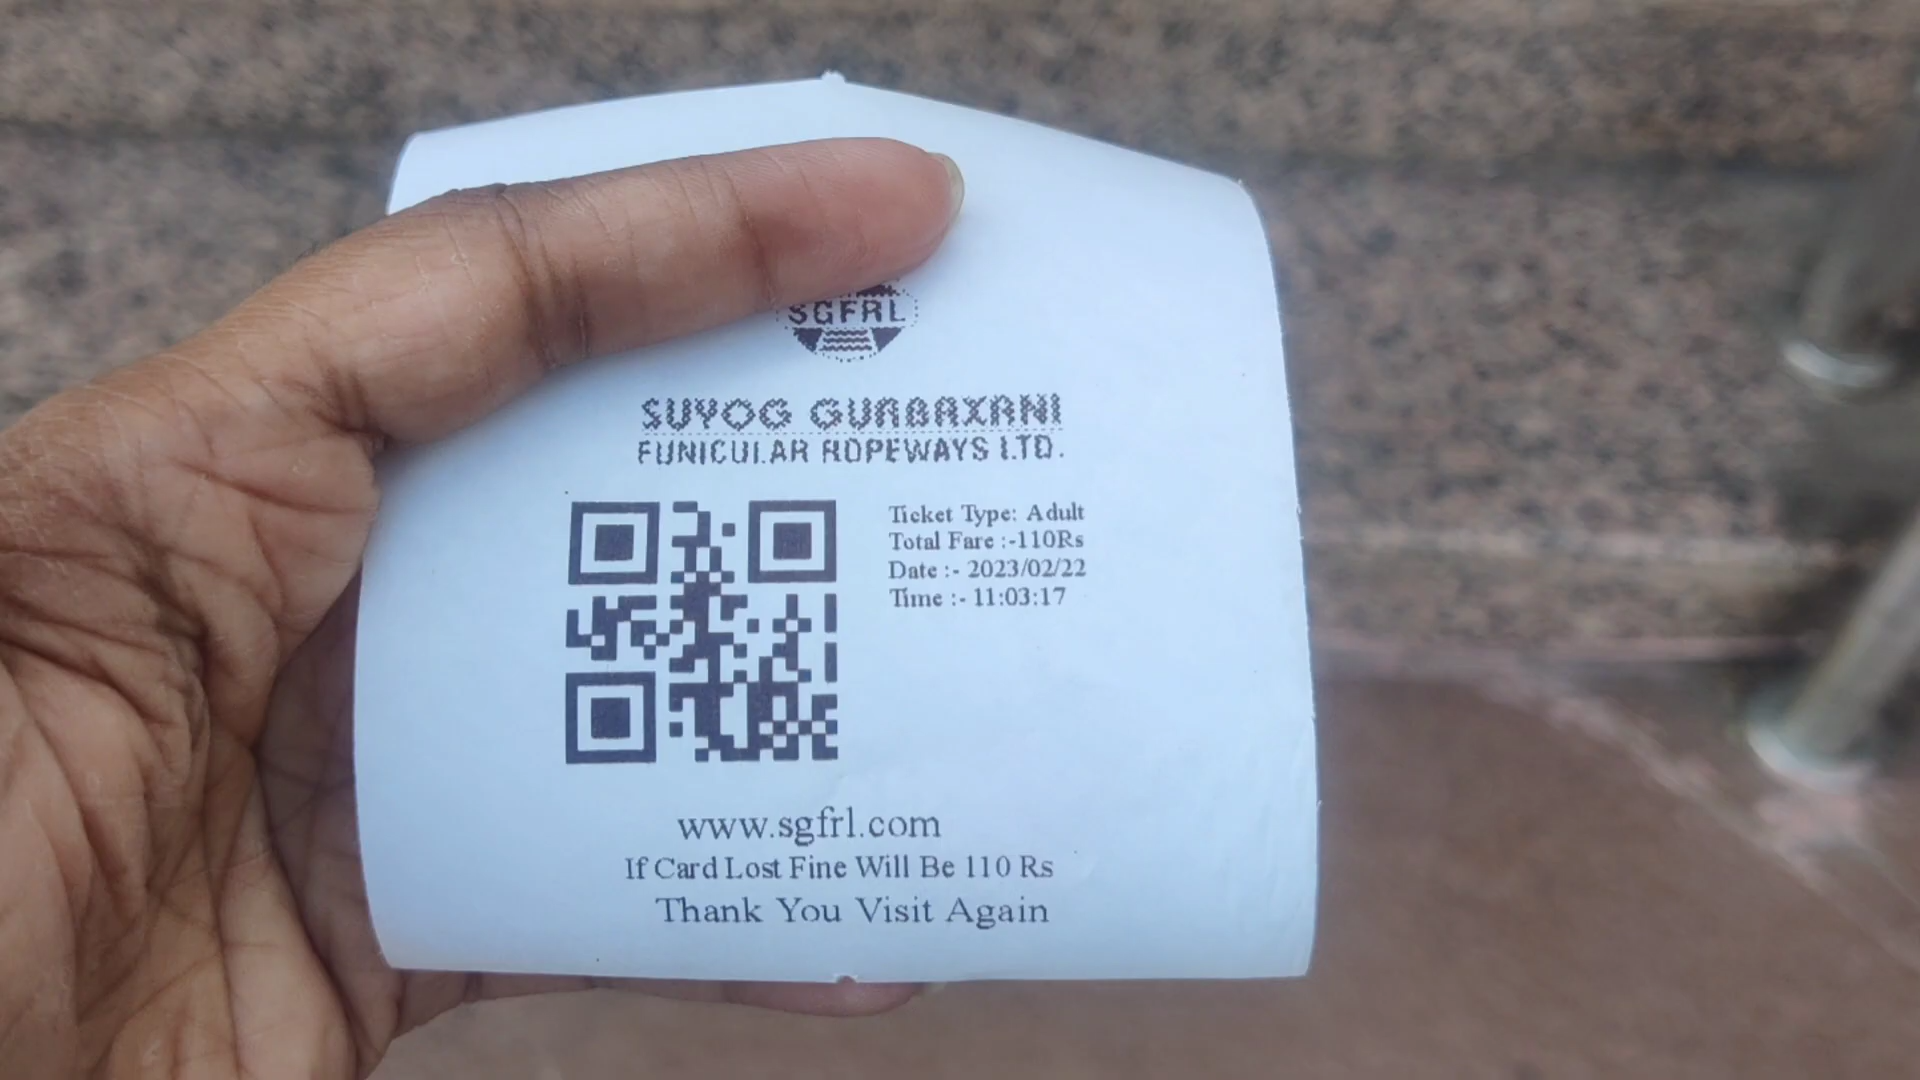 SGFRL
SUYOG GURBAXANI
FUNICULAR ROPEWAYS LTD.
Ticket Type: Adult
Total Fare :-110Rs
Date :- 2023/02/22
Time :- 11:03:17
www.sgfrl.com
If Card Lost Fine Will Be 110 Rs
Thank You Visit Again